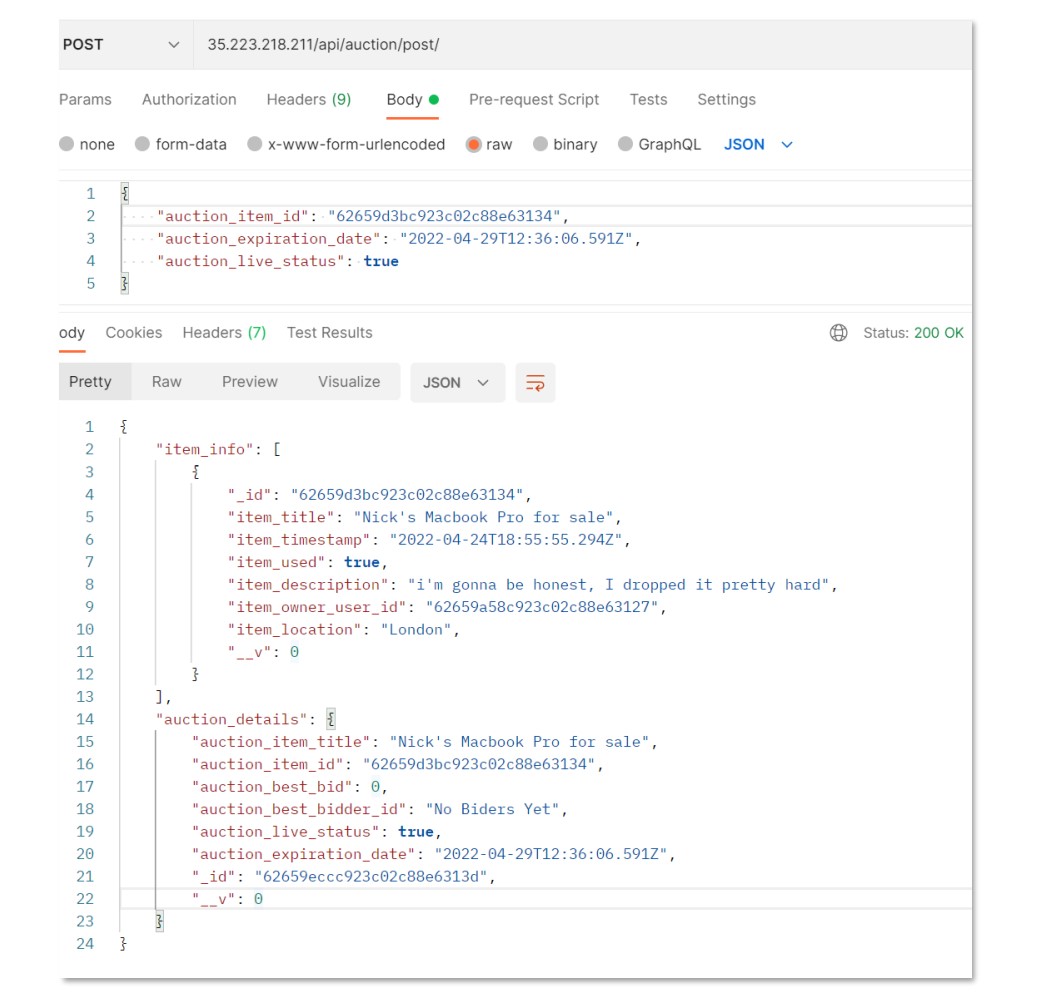 POST 35.223.218.211/api/auction/post/
Params Authorization Headers (9) Body Pre-request Script Tests Settings
none form-data x-www-form-urlencoded raw binary GraphQL JSON
1 {
2 "auction_item_id": "62659d3bc923c02c88e63134",
3 "auction_expiration_date": "2022-04-29T12:36:06.591Z",
4 "auction_live_status": true
5 }
ody Cookies Headers (7) Test Results Status: 200 OK
Pretty Raw Preview Visualize JSON
1 {
2 "item_info": [
3 {
4 "_id": "62659d3bc923c02c88e63134",
5 "item_title": "Nick's Macbook Pro for sale",
6 "item_timestamp": "2022-04-24T18:55:55.294Z",
7 "item_used": true,
8 "item_description": "i'm gonna be honest, I dropped it pretty hard",
9 "item_owner_user_id": "62659a58c923c02c88e63127",
10 "item_location": "London",
11 "__v": 0
12 }
13 ],
14 "auction_details": {
15 "auction_item_title": "Nick's Macbook Pro for sale",
16 "auction_item_id": "62659d3bc923c02c88e63134",
17 "auction_best_bid": 0,
18 "auction_best_bidder_id": "No Biders Yet",
19 "auction_live_status": true,
20 "auction_expiration_date": "2022-04-29T12:36:06.591Z",
21 "_id": "62659eccc923c02c88e6313d",
22 "__v": 0
23 }
24 }